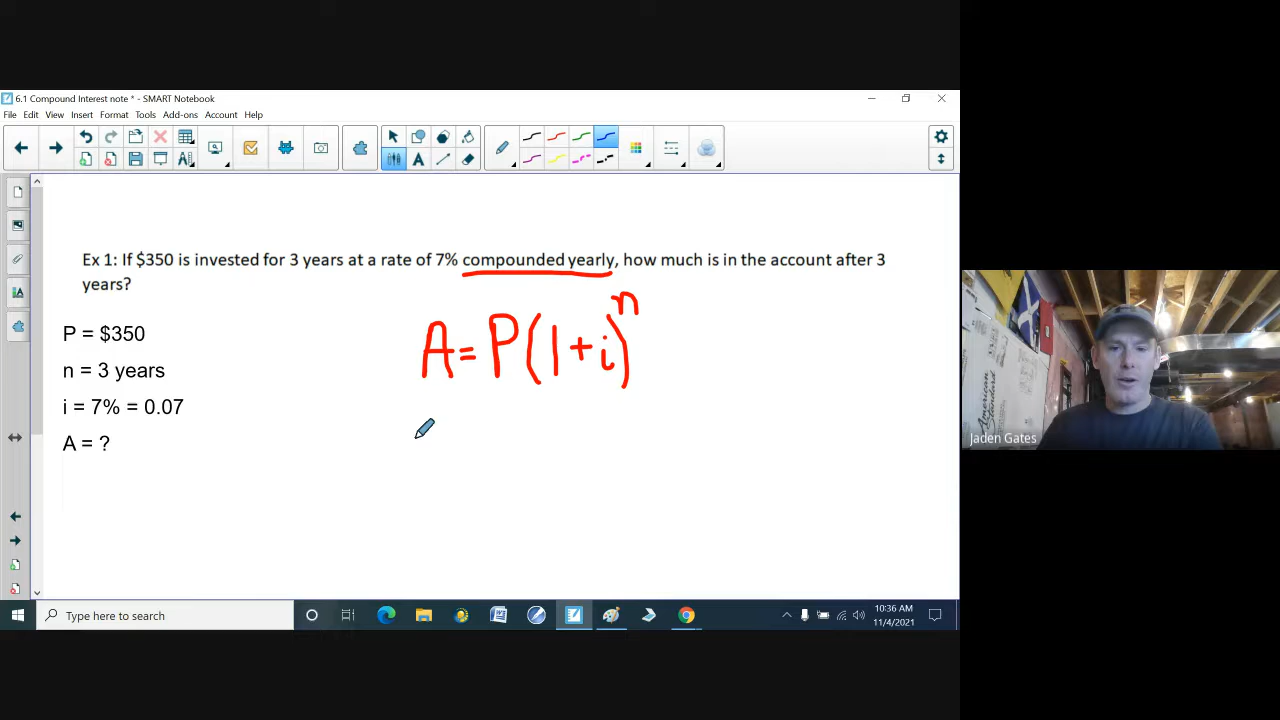 6.1 Compound Interest note * - SMART Notebook
File Edit View Insert Format Tools Add-ons Account Help
Ex 1: If $350 is invested for 3 years at a rate of 7% compounded yearly, how much is in the account after 3
years?
P = $350
n = 3 years
i = 7% = 0.07
A = ?
A = P(1+i)^n
American Standard
Jaden Gates
Type here to search
10:36 AM
11/4/2021